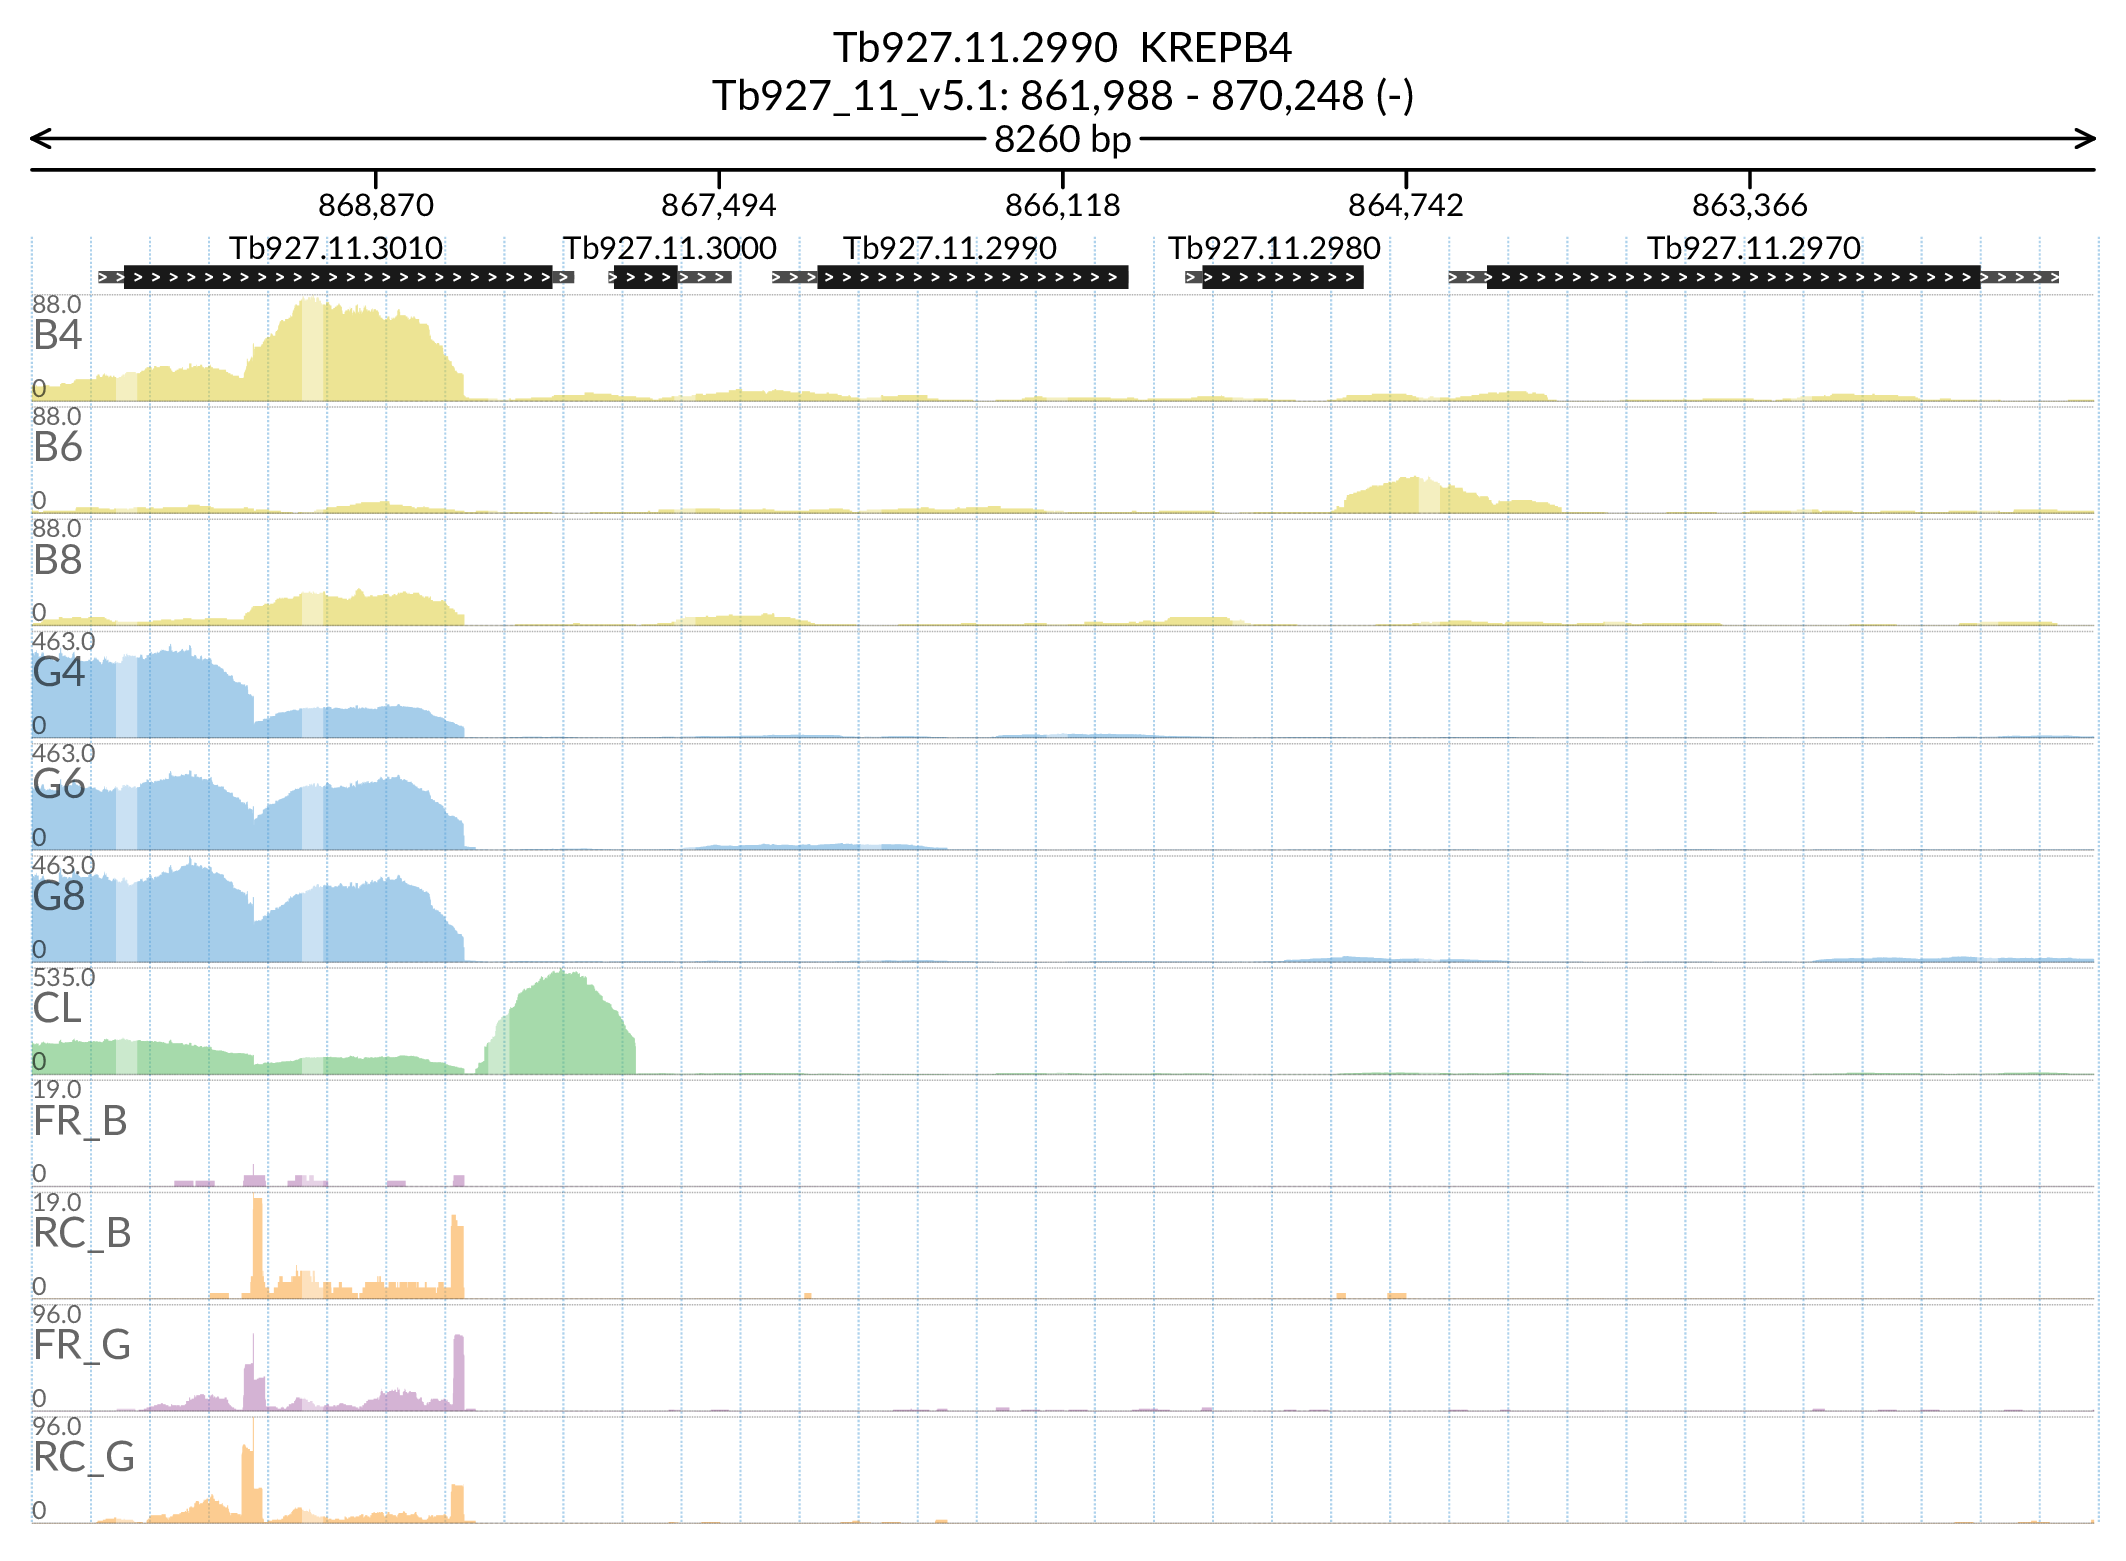 Tb927.11.2990 KREPB4
Tb927_11_v5.1: 861,988 - 870,248 (-)
8260 bp
868,870 867,494 866,118 864,742 863,366
Tb927.11.3010 Tb927.11.3000 Tb927.11.2990 Tb927.11.2980 Tb927.11.2970
88.0
B4
0
88.0
B6
0
88.0
B8
0
463.0
G4
0
463.0
G6
0
463.0
G8
0
535.0
CL
0
19.0
FR_B
0
19.0
RC_B
0
96.0
FR_G
0
96.0
RC_G
0